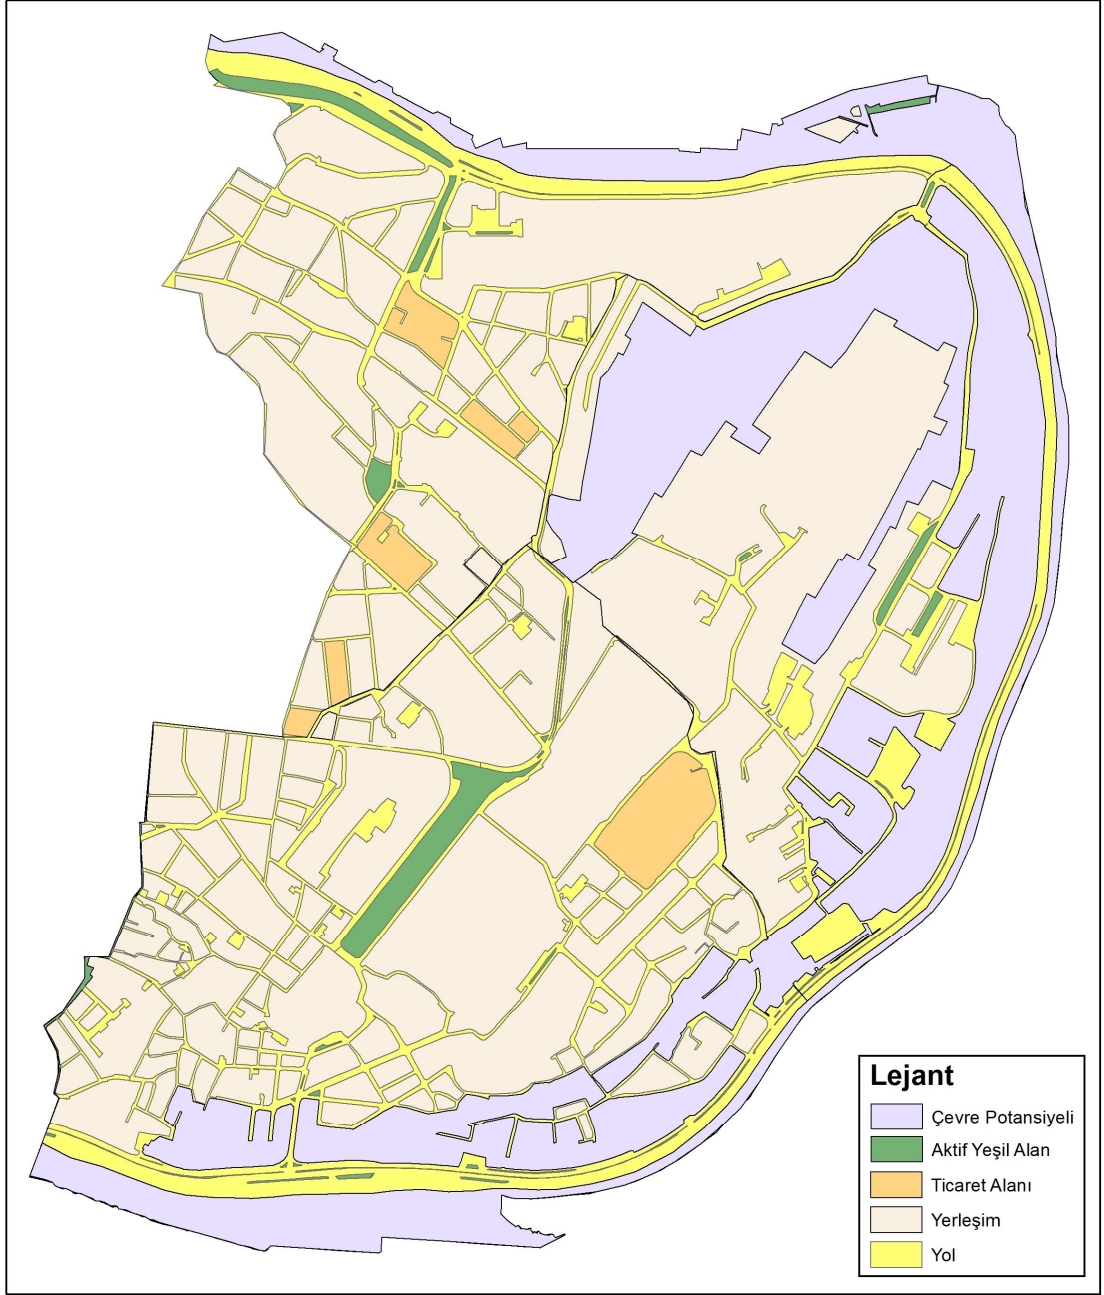 Lejant
Çevre Potansiyeli
Aktif Yeşil Alan
Ticaret Alanı
Yerleşim
Yol